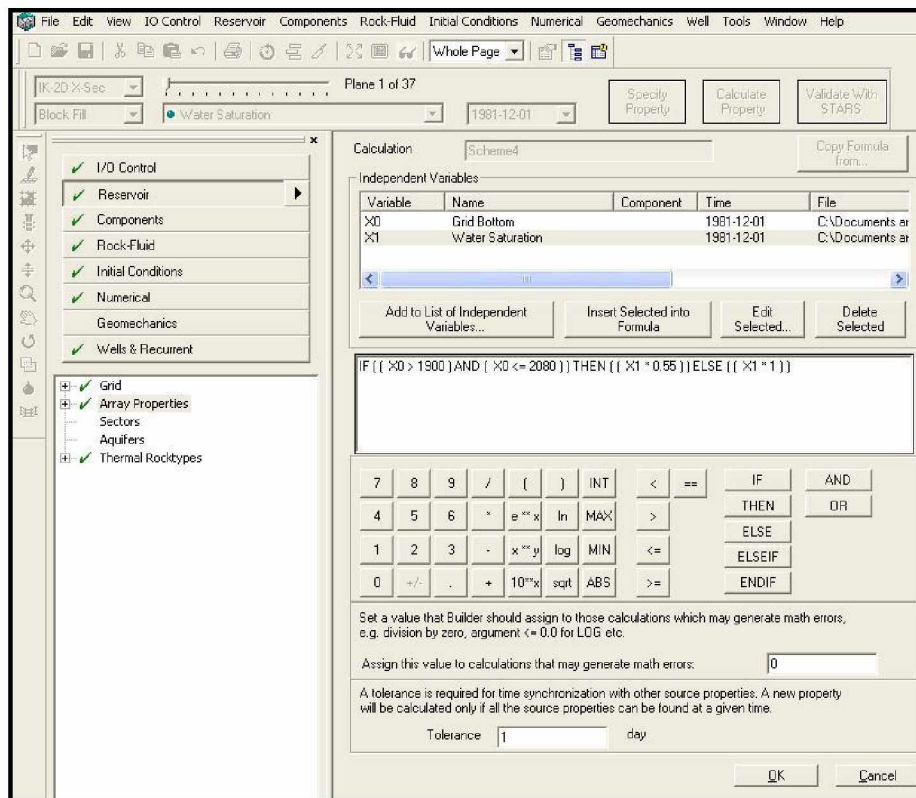 File Edit View IO Control Reservoir Components Rock-Fluid Initial Conditions Numerical Geomechanics Well Tools Window Help
Whole Page
IK-2D X-Sec
Plane 1 of 37
Specify Property
Calculate Property
Validate With STARS
Block Fill
Water Saturation
1981-12-01
x
I/O Control
Reservoir
Components
Rock-Fluid
Initial Conditions
Numerical
Geomechanics
Wells & Recurrent
Grid
Array Properties
Sectors
Aquifers
Thermal Rocktypes
Calculation Scheme4
Copy Formula from...
Independent Variables
Variable Name Component Time File
X0 Grid Bottom 1981-12-01 C:\Documents ar
X1 Water Saturation 1981-12-01 C:\Documents ar
Add to List of Independent Variables...
Insert Selected into Formula
Edit Selected...
Delete Selected
IF ( ( X0 > 1900 ) AND ( X0 <= 2080 ) ) THEN ( ( X1 * 0.55 ) ) ELSE ( ( X1 * 1 ) )
7 8 9 / ( ) INT < == IF AND
4 5 6 * e**x ln MAX > THEN OR
ELSE
1 2 3 - x**y log MIN <= ELSEIF
0 +/- . + 10**x sqrt ABS >= ENDIF
Set a value that Builder should assign to those calculations which may generate math errors,
e.g. division by zero, argument <= 0.0 for LOG etc.
Assign this value to calculations that may generate math errors: 0
A tolerance is required for time synchronization with other source properties. A new property
will be calculated only if all the source properties can be found at a given time.
Tolerance 1 day
OK Cancel